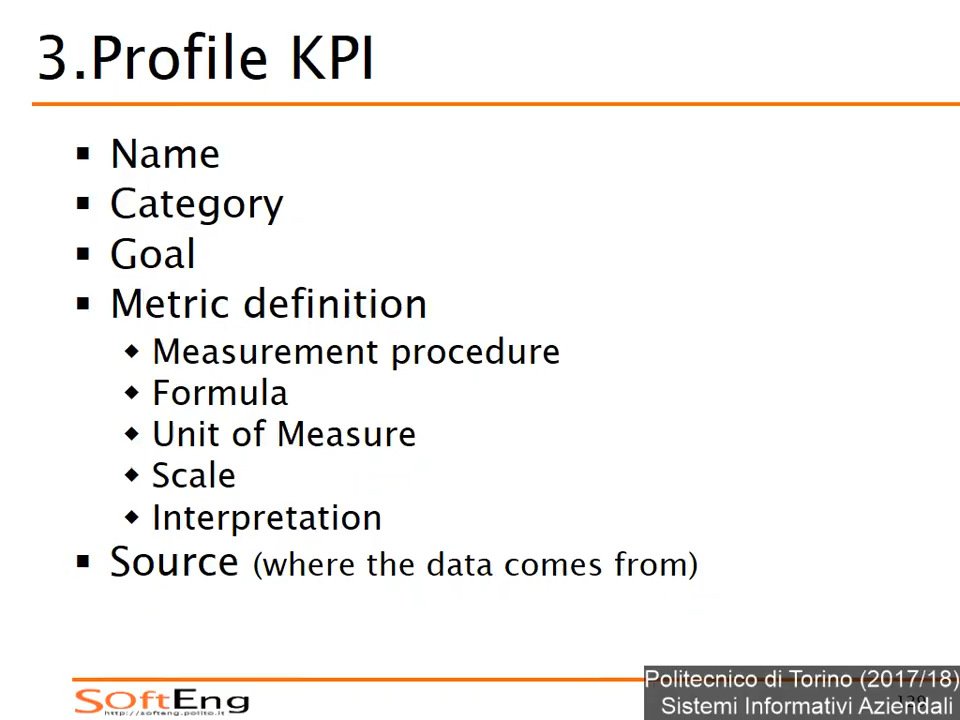 3.Profile KPI
▪ Name
▪ Category
▪ Goal
▪ Metric definition
◆ Measurement procedure
◆ Formula
◆ Unit of Measure
◆ Scale
◆ Interpretation
▪ Source (where the data comes from)
SOftEng
http://softeng.polito.it
Politecnico di Torino (2017/18)
Sistemi Informativi Aziendali